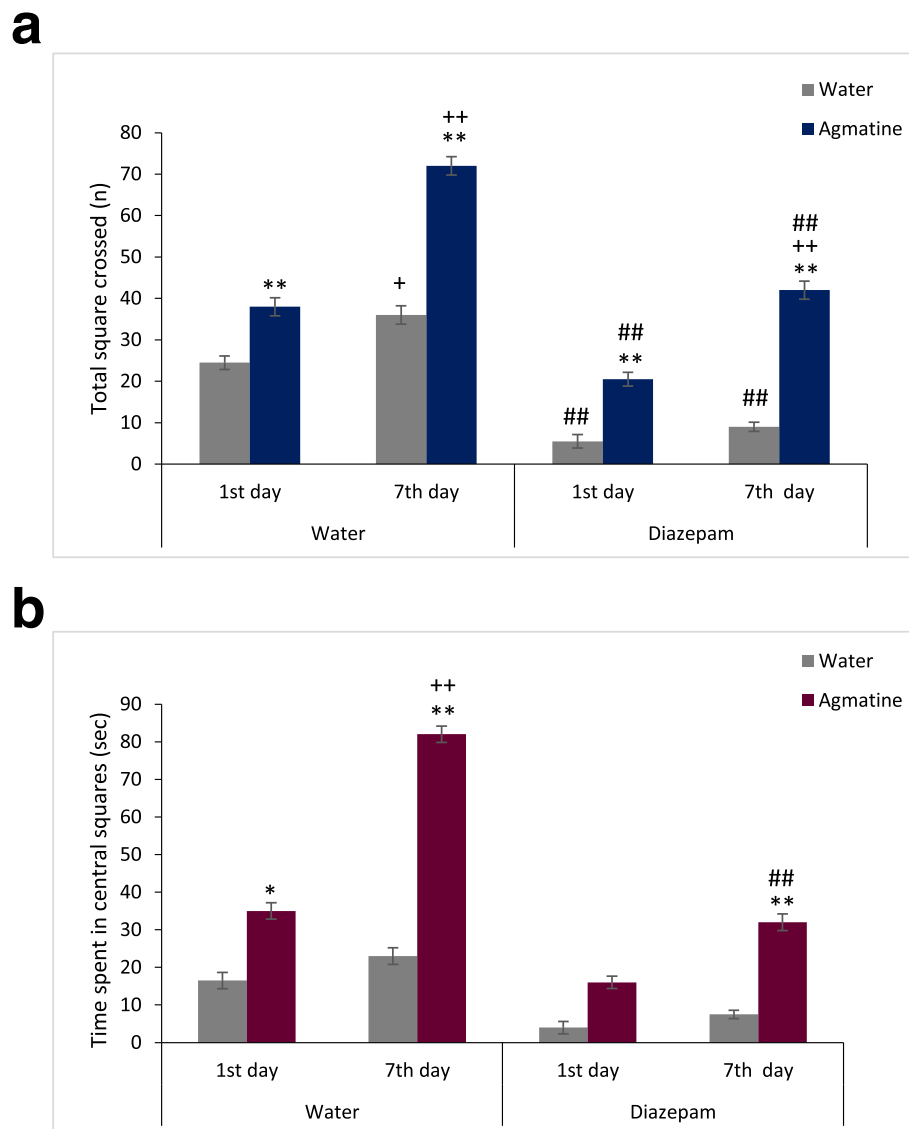 a
Water
Agmatine
Total square crossed (n)
80
70
60
50
40
30
20
10
0
**
+
++
**
##
##
**
##
##
++
**
1st day
7th day
1st day
7th  day
Water
Diazepam
b
Water
Agmatine
Time spent in central squares (sec)
90
80
70
60
50
40
30
20
10
0
*
++
**
##
**
1st day
7th day
1st day
7th  day
Water
Diazepam